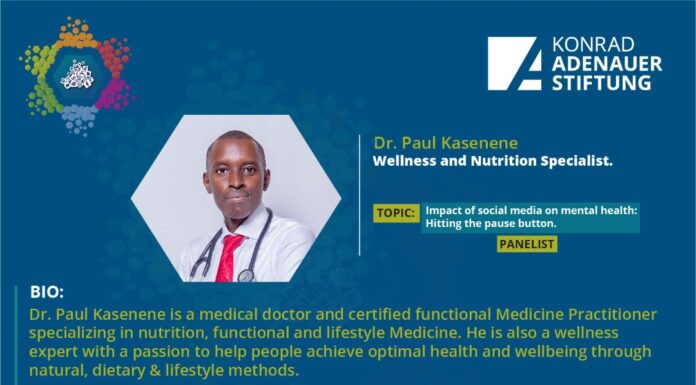 KONRAD
ADENAUER
STIFTUNG
Dr. Paul Kasenene
Wellness and Nutrition Specialist.
TOPIC: Impact of social media on mental health:
Hitting the pause button.
PANELIST
BIO:
Dr. Paul Kasenene is a medical doctor and certified functional Medicine Practitioner
specializing in nutrition, functional and lifestyle Medicine. He is also a wellness
expert with a passion to help people achieve optimal health and wellbeing through
natural, dietary & lifestyle methods.